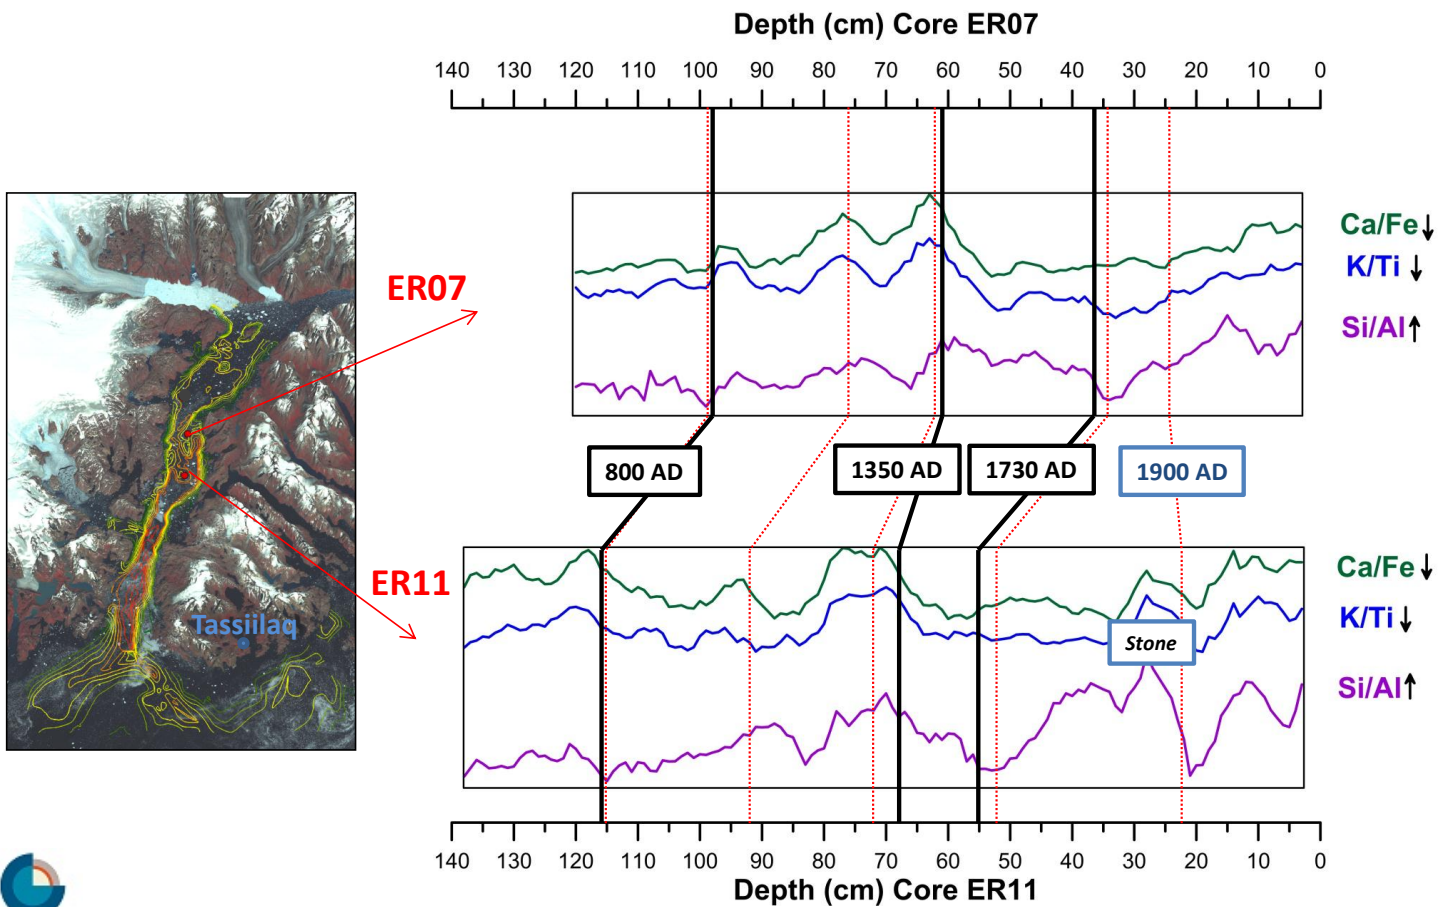 Depth (cm) Core ER07
140 130 120 110 100 90 80 70 60 50 40 30 20 10 0
Ca/Fe↓
K/Ti ↓
Si/Al↑
ER07
800 AD
1350 AD
1730 AD
1900 AD
ER11
Tassiilaq
Ca/Fe↓
K/Ti ↓
Stone
Si/Al↑
140 130 120 110 100 90 80 70 60 50 40 30 20 10 0
Depth (cm) Core ER11